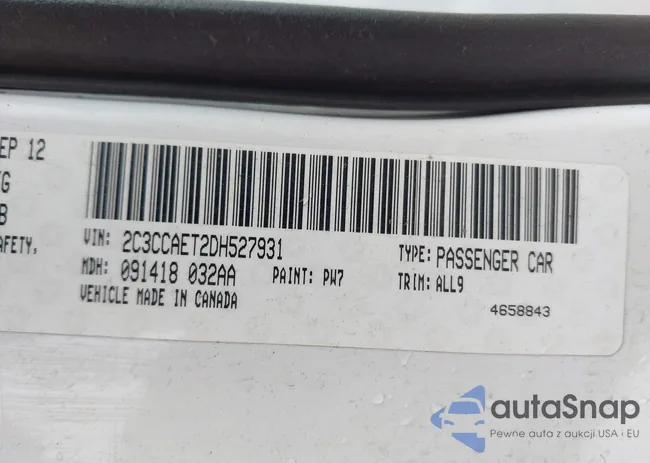 EP 12
B
AFETY,
VIN: 2C3CCAET2DH527931
TYPE: PASSENGER CAR
MDH: 091418 032AA
PAINT: PW7
TRIM: ALL9
VEHICLE MADE IN CANADA
4658843
autaSnap
Pewne auta z aukcji USA i EU